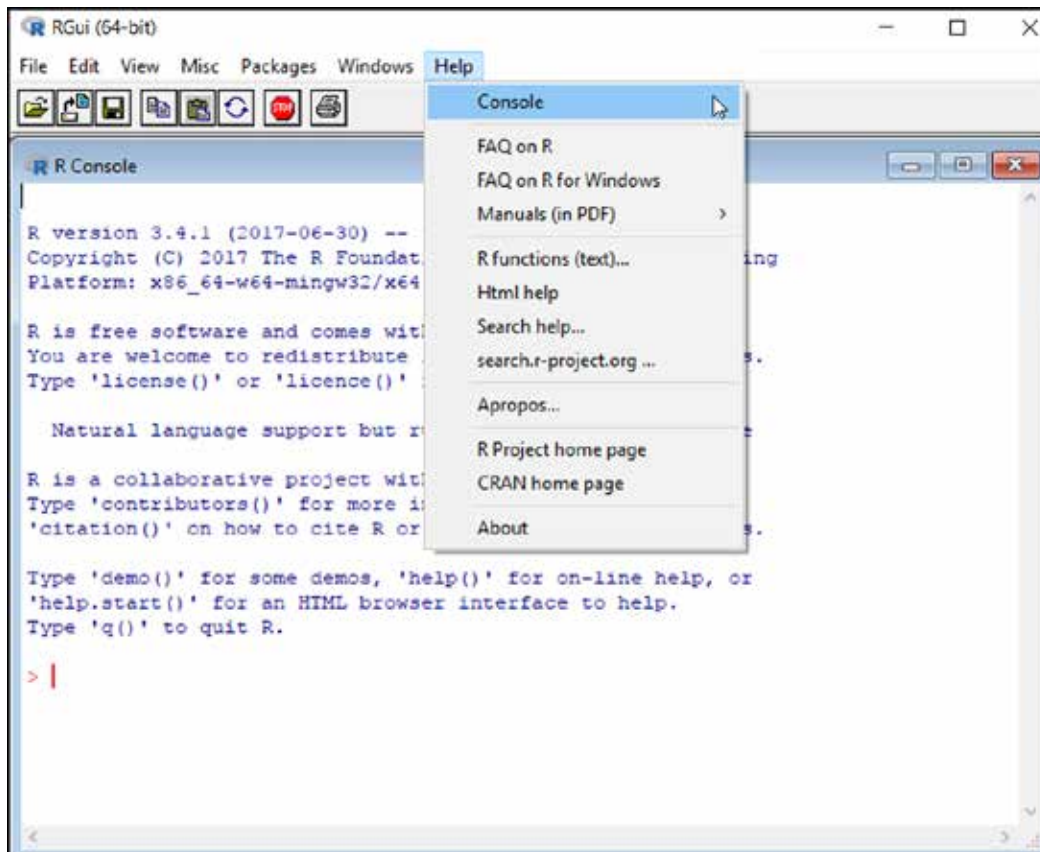 RGui (64-bit)
File Edit View Misc Packages Windows Help
STOP
Console
FAQ on R
FAQ on R for Windows
Manuals (in PDF)
R functions (text)...
Html help
Search help...
search.r-project.org ...
Apropos...
R Project home page
CRAN home page
About
R Console
R version 3.4.1 (2017-06-30) --
Copyright (C) 2017 The R Foundat ing
Platform: x86_64-w64-mingw32/x64
R is free software and comes wit
You are welcome to redistribute s.
Type 'license()' or 'licence()'
Natural language support but r
R is a collaborative project wit
Type 'contributors()' for more i
'citation()' on how to cite R or s.
Type 'demo()' for some demos, 'help()' for on-line help, or
'help.start()' for an HTML browser interface to help.
Type 'q()' to quit R.
>